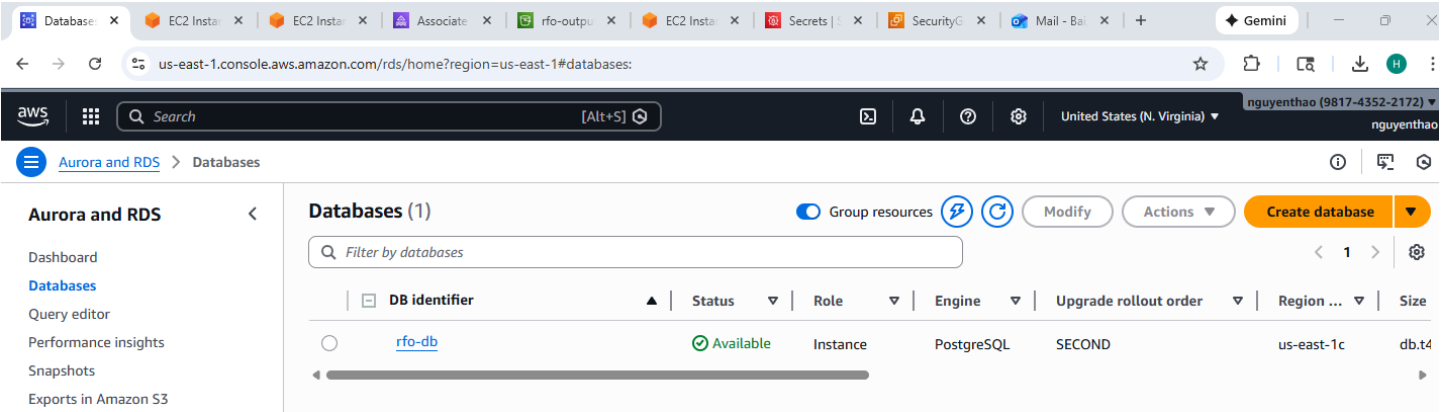 Databases
EC2 Instar
EC2 Instar
Associate
rfo-outpu
EC2 Instar
Secrets | S
SecurityG
Mail - Bai
Gemini
us-east-1.console.aws.amazon.com/rds/home?region=us-east-1#databases:
H
aws
Search
[Alt+S]
United States (N. Virginia)
nguyenthao (9817-4352-2172)
nguyenthao
Aurora and RDS > Databases
Aurora and RDS
Dashboard
Databases
Query editor
Performance insights
Snapshots
Exports in Amazon S3
Databases (1)
Group resources
Modify
Actions
Create database
Filter by databases
1
DB identifier Status Role Engine Upgrade rollout order Region ... Size
rfo-db Available Instance PostgreSQL SECOND us-east-1c db.t4